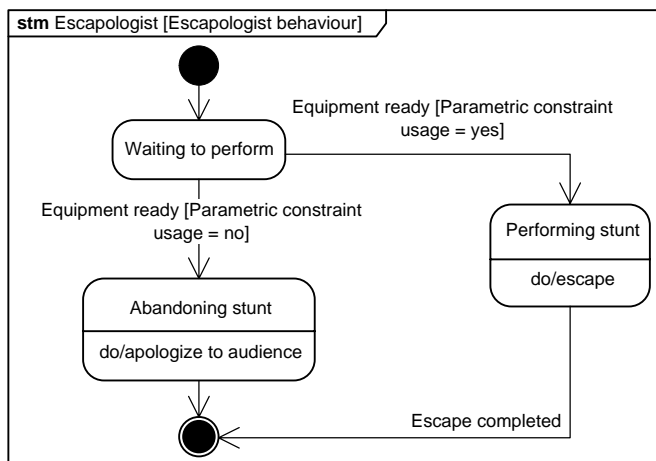 stm Escapologist [Escapologist behaviour]
Equipment ready [Parametric constraint
usage = yes]
Waiting to perform
Equipment ready [Parametric constraint
usage = no]
Performing stunt
do/escape
Abandoning stunt
do/apologize to audience
Escape completed